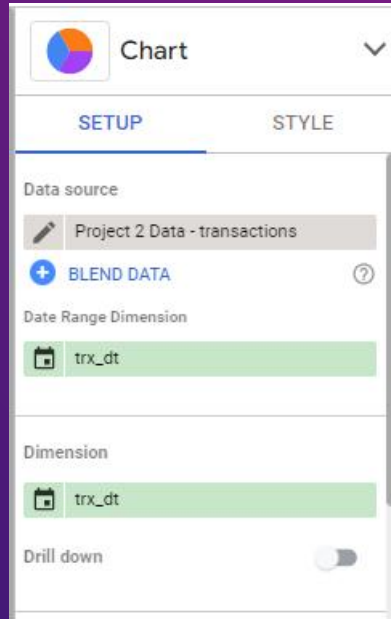 Chart
SETUP STYLE
Data source
Project 2 Data - transactions
BLEND DATA
Date Range Dimension
trx_dt
Dimension
trx_dt
Drill down